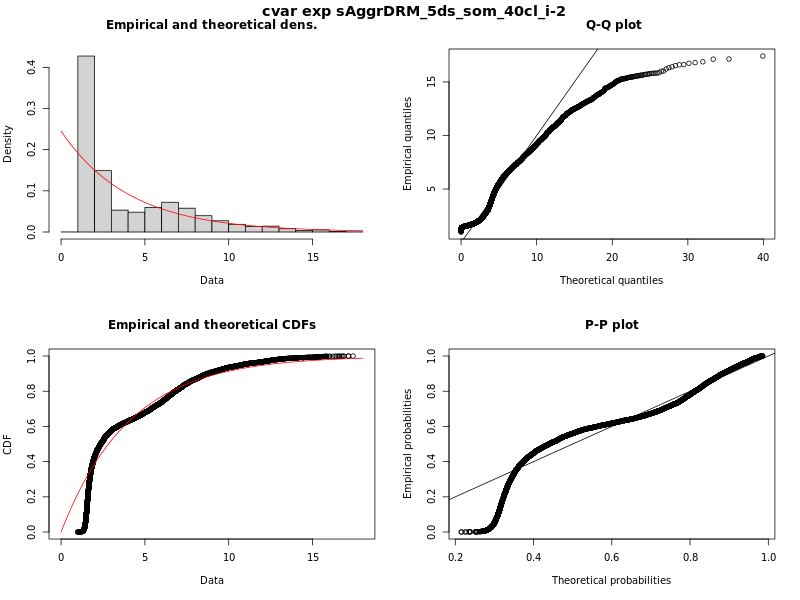 cvar exp sAggrDRM_5ds_som_40cl_i-2
Empirical and theoretical dens.
Density
0.0 0.1 0.2 0.3 0.4
0 5 10 15
Data
Q-Q plot
Empirical quantiles
5 10 15
0 10 20 30 40
Theoretical quantiles
Empirical and theoretical CDFs
CDF
0.0 0.2 0.4 0.6 0.8 1.0
0 5 10 15
Data
P-P plot
Empirical probabilities
0.0 0.2 0.4 0.6 0.8 1.0
0.2 0.4 0.6 0.8 1.0
Theoretical probabilities